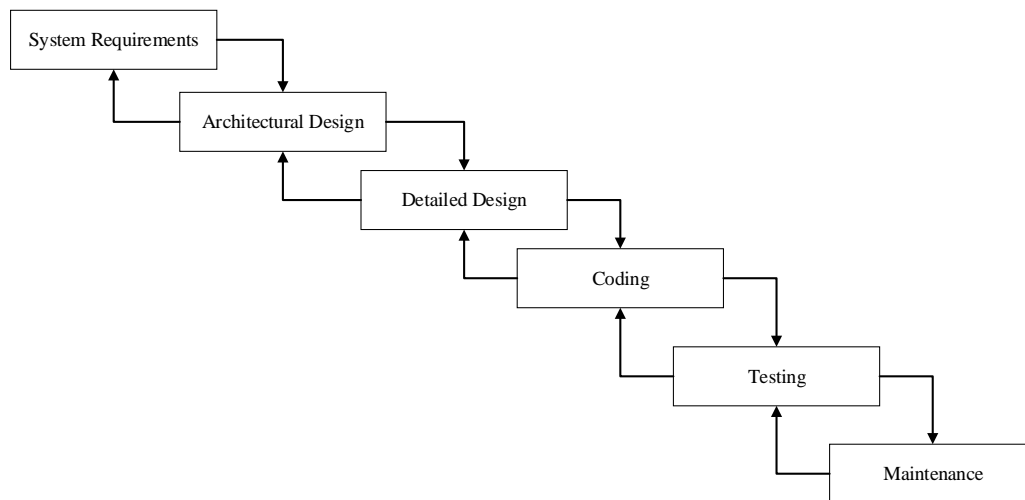 System Requirements
Architectural Design
Detailed Design
Coding
Testing
Maintenance